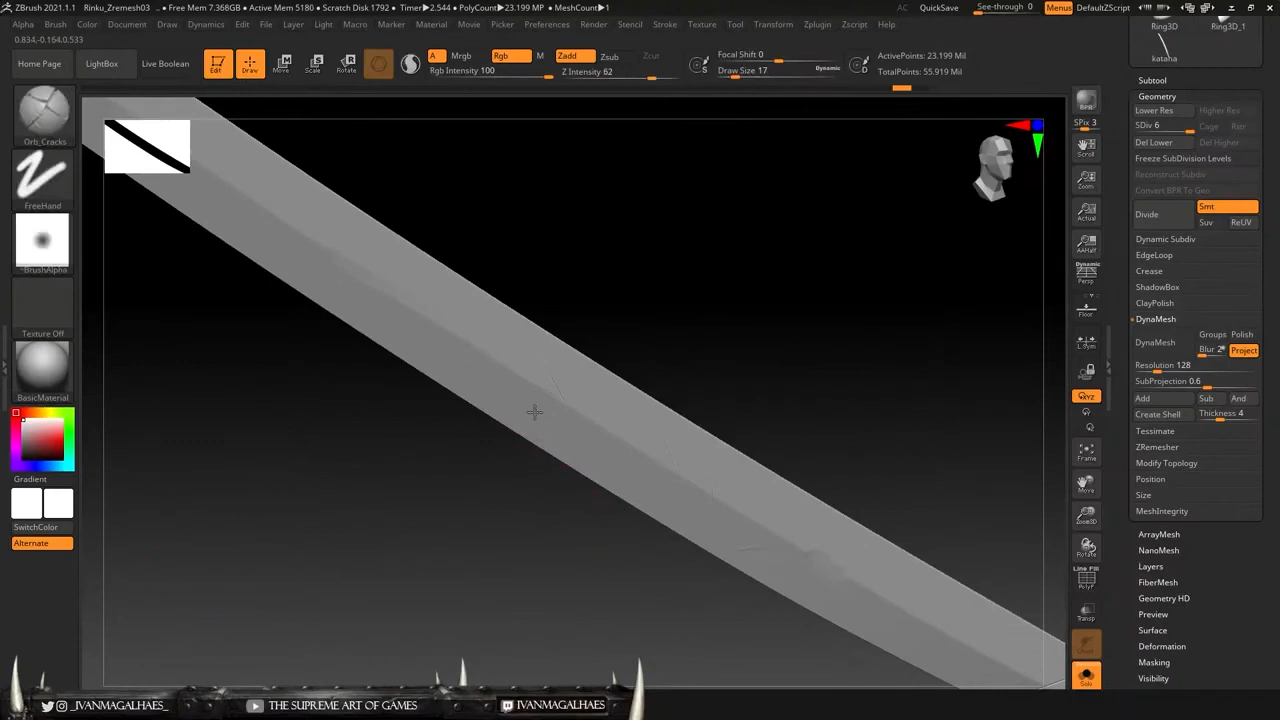 ZBrush 2021.1.1 Rinku_Zremesh03 .. ● Free Mem 7.368GB ● Active Mem 5180 ● Scratch Disk 1792 ● Timer▶2.544 ● PolyCount▶23.199 MP ● MeshCount▶1
AC QuickSave See-through 0 Menus DefaultZScript
Alpha Brush Color Document Draw Dynamics Edit File Layer Light Macro Marker Material Movie Picker Preferences Render Stencil Stroke Texture Tool Transform Zplugin Zscript Help
0.834,-0.164,0.533
Home Page LightBox Live Boolean
Edit Draw Move Scale Rotate
A Mrgb Rgb M Zadd Zsub Zcut
Rgb Intensity 100 Z Intensity 62
Focal Shift 0
Draw Size 17 Dynamic
ActivePoints: 23.199 Mil
TotalPoints: 55.919 Mil
Orb_Cracks
FreeHand
~BrushAlpha
Texture Off
BasicMaterial
Gradient
SwitchColor
Alternate
BPR
SPix 3
Scroll
Zoom
Actual
AAHalf
Dynamic
Persp
Floor
L.Sym
XYZ
Frame
Move
Zoom3D
Rotate
Line Fill
PolyF
Transp
Solo
Ring3D Ring3D_1
katana
Subtool
Geometry
Lower Res Higher Res
SDiv 6 Cage Rstr
Del Lower Del Higher
Freeze SubDivision Levels
Reconstruct Subdiv
Convert BPR To Geo
Divide Smt
Suv ReUV
Dynamic Subdiv
EdgeLoop
Crease
ShadowBox
ClayPolish
DynaMesh
Groups Polish
DynaMesh Blur 2 Project
Resolution 128
SubProjection 0.6
Add Sub And
Create Shell Thickness 4
Tessimate
ZRemesher
Modify Topology
Position
Size
MeshIntegrity
ArrayMesh
NanoMesh
Layers
FiberMesh
Geometry HD
Preview
Surface
Deformation
Masking
Visibility
_IVANMAGALHAES_ THE SUPREME ART OF GAMES IVANMAGALHAES